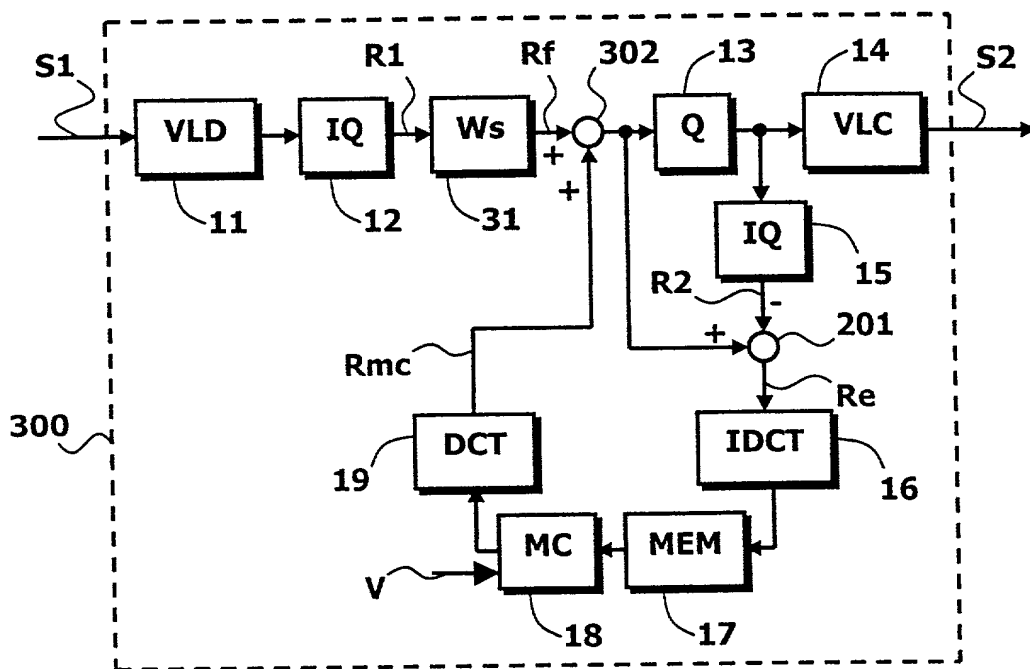 S1
R1
Rf
302
13
14
S2
VLD
IQ
Ws
Q
VLC
+
+
11
12
31
IQ
15
R2
-
+
201
Rmc
Re
300
DCT
IDCT
19
16
MC
MEM
V
18
17